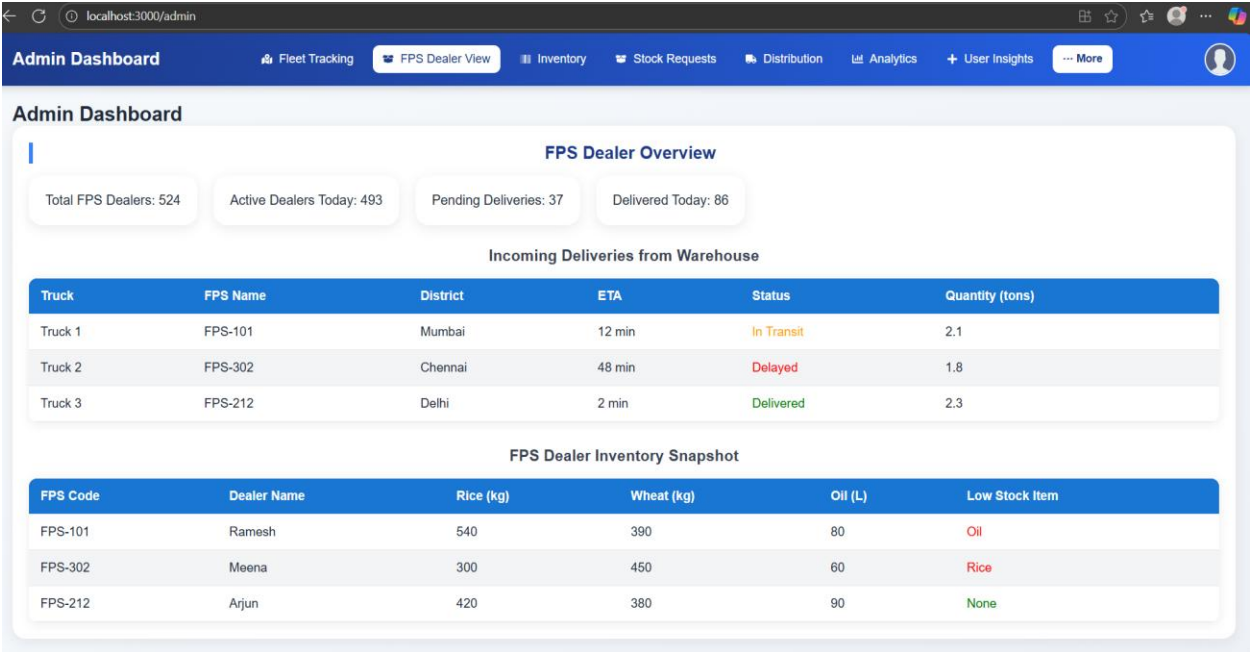 localhost:3000/admin
Admin Dashboard Fleet Tracking FPS Dealer View Inventory Stock Requests Distribution Analytics User Insights ... More
Admin Dashboard
FPS Dealer Overview
Total FPS Dealers: 524 Active Dealers Today: 493 Pending Deliveries: 37 Delivered Today: 86
Incoming Deliveries from Warehouse
Truck FPS Name District ETA Status Quantity (tons)
Truck 1 FPS-101 Mumbai 12 min In Transit 2.1
Truck 2 FPS-302 Chennai 48 min Delayed 1.8
Truck 3 FPS-212 Delhi 2 min Delivered 2.3
FPS Dealer Inventory Snapshot
FPS Code Dealer Name Rice (kg) Wheat (kg) Oil (L) Low Stock Item
FPS-101 Ramesh 540 390 80 Oil
FPS-302 Meena 300 450 60 Rice
FPS-212 Arjun 420 380 90 None